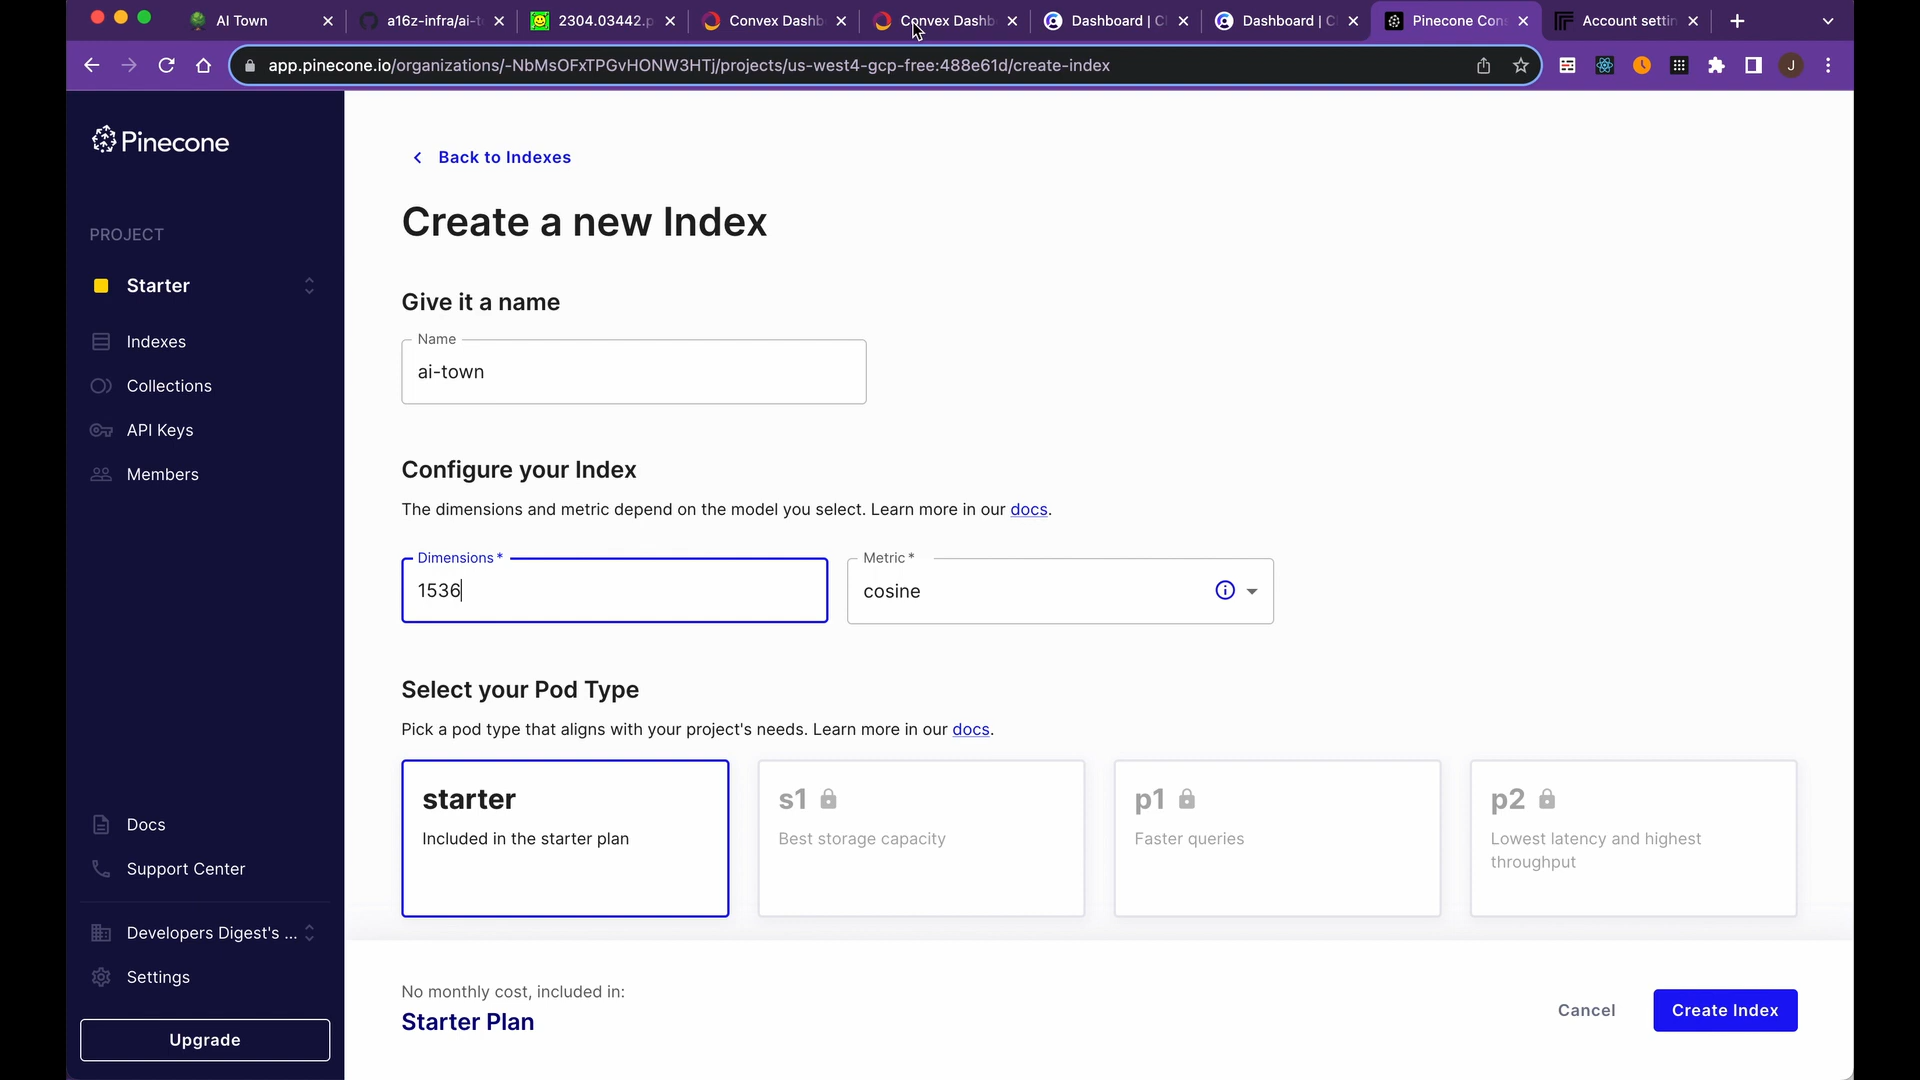 AI Town
a16z-infra/ai-t
2304.03442.p
Convex Dashb
Convex Dashb
Dashboard | Cl
Dashboard | Cl
Pinecone Cons
Account settin
app.pinecone.io/organizations/-NbMsOFxTPGvHONW3HTj/projects/us-west4-gcp-free:488e61d/create-index
J
Pinecone
PROJECT
Starter
Indexes
Collections
API Keys
Members
Docs
Support Center
Developers Digest's ...
Settings
Upgrade
Back to Indexes
Create a new Index
Give it a name
Name
ai-town
Configure your Index
The dimensions and metric depend on the model you select. Learn more in our docs.
Dimensions *
1536
Metric *
cosine
Select your Pod Type
Pick a pod type that aligns with your project's needs. Learn more in our docs.
starter
Included in the starter plan
s1
Best storage capacity
p1
Faster queries
p2
Lowest latency and highest
throughput
No monthly cost, included in:
Starter Plan
Cancel
Create Index